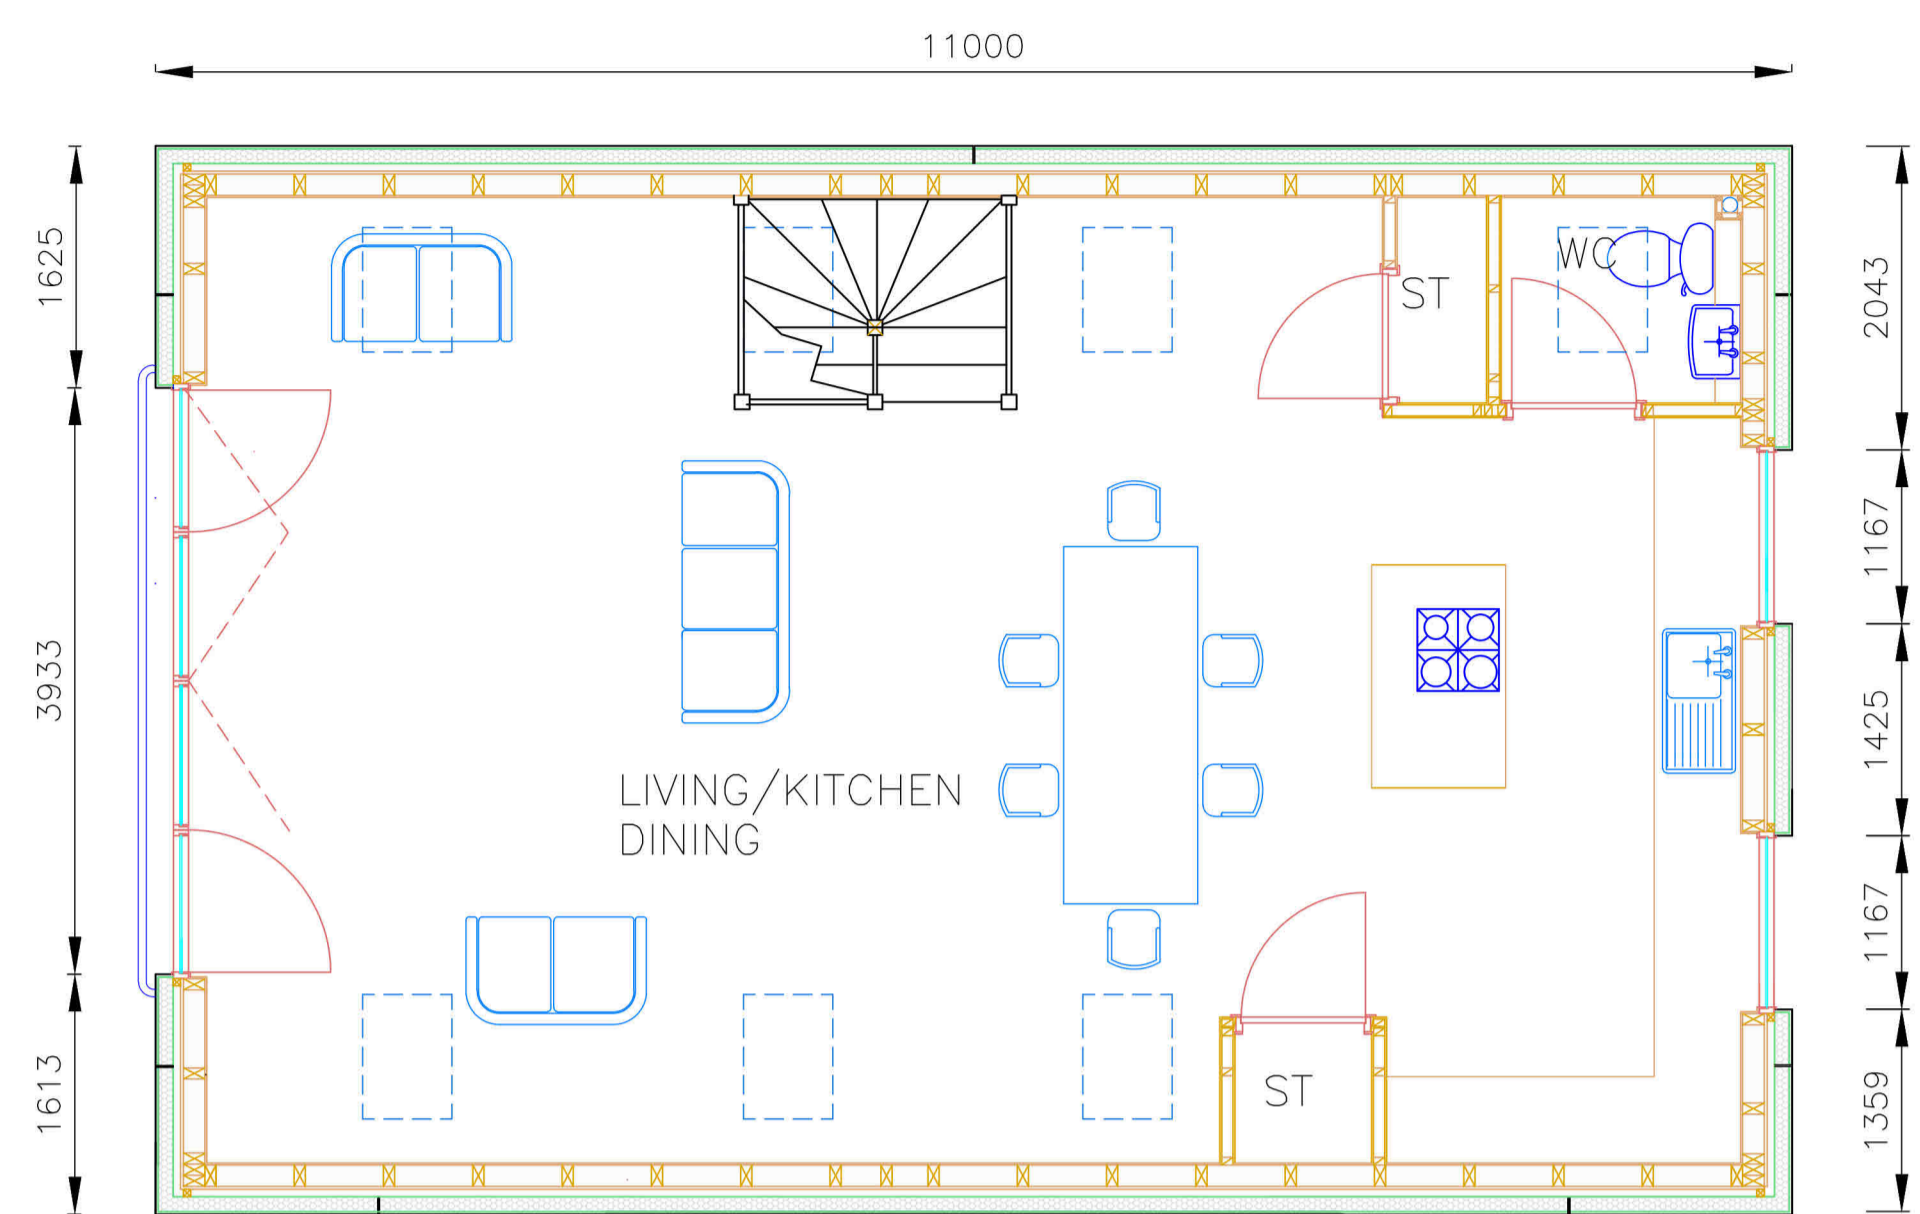 11000
1625
2043
WC
ST
1167
3933
1425
LIVING/KITCHEN
DINING
1167
1613
ST
1359